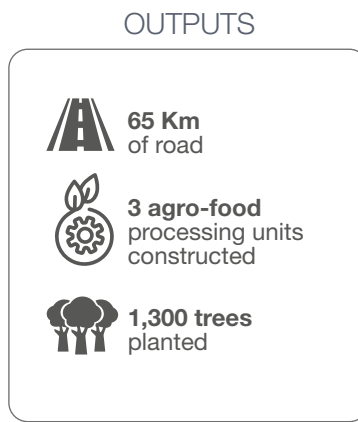 OUTPUTS
65 Km
of road
3 agro-food
processing units
constructed
1,300 trees
planted